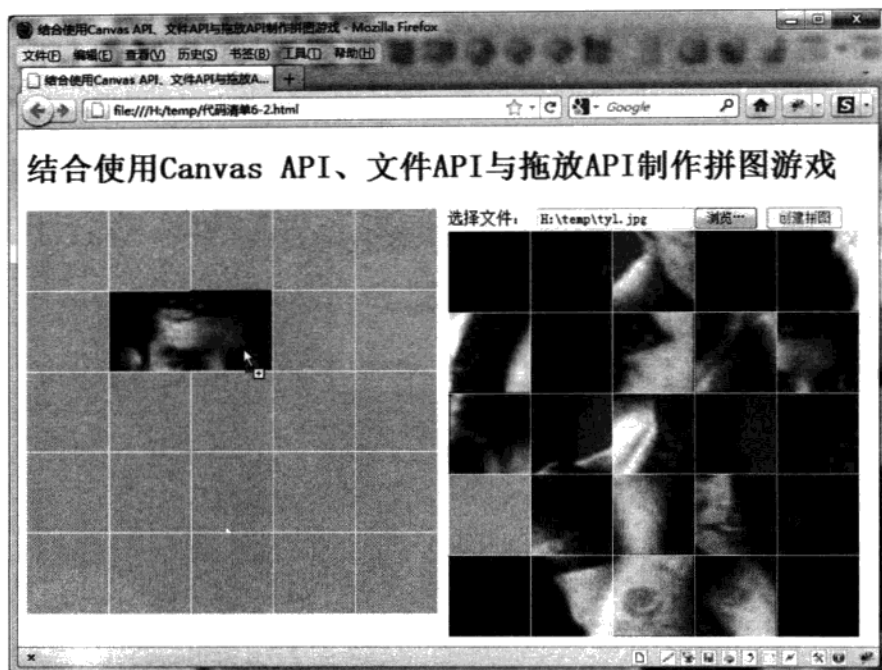 结合使用Canvas API、文件API与拖放API制作拼图游戏 - Mozilla Firefox
文件(F) 编辑(E) 查看(V) 历史(S) 书签(B) 工具(T) 帮助(H)
结合使用Canvas API、文件API与拖放A... +
file:///H:/temp/代码清单6-2.html Google S
结合使用Canvas API、文件API与拖放API制作拼图游戏
选择文件： H:\temp\tyl.jpg 浏览… 创建拼图